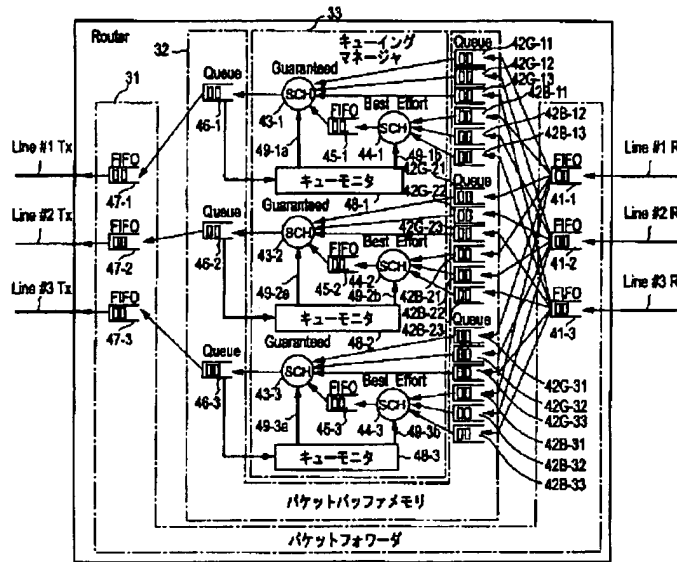 Router
33
32
31
キューイング
マネージャ
Queue
42G-11
42G-12
42G-13
42B-11
42B-12
42B-13
Guaranteed
Queue
SCH
43-1
46-1
Best Effort
FIFO
SCH
45-1
44-1
49-1a
49-1b
42G-21
キューモニタ
48-1
FIFO
41-1
Line #1 R
Line #1 Tx
FIFO
47-1
Queue
42G-22
42G-23
Guaranteed
Queue
SCH
43-2
46-2
Best Effort
FIFO
SCH
45-2
44-2
49-2a
49-2b
42B-21
42B-22
42B-23
キューモニタ
48-2
FIFO
41-2
Line #2 R
Line #2 Tx
FIFO
47-2
Queue
42G-31
42G-32
42G-33
42B-31
42B-32
42B-33
Guaranteed
Queue
SCH
43-3
46-3
Best Effort
FIFO
SCH
45-3
44-3
49-3a
49-3b
キューモニタ
48-3
FIFO
41-3
Line #3 R
Line #3 Tx
FIFO
47-3
パケットバッファメモリ
パケットフォワーダ